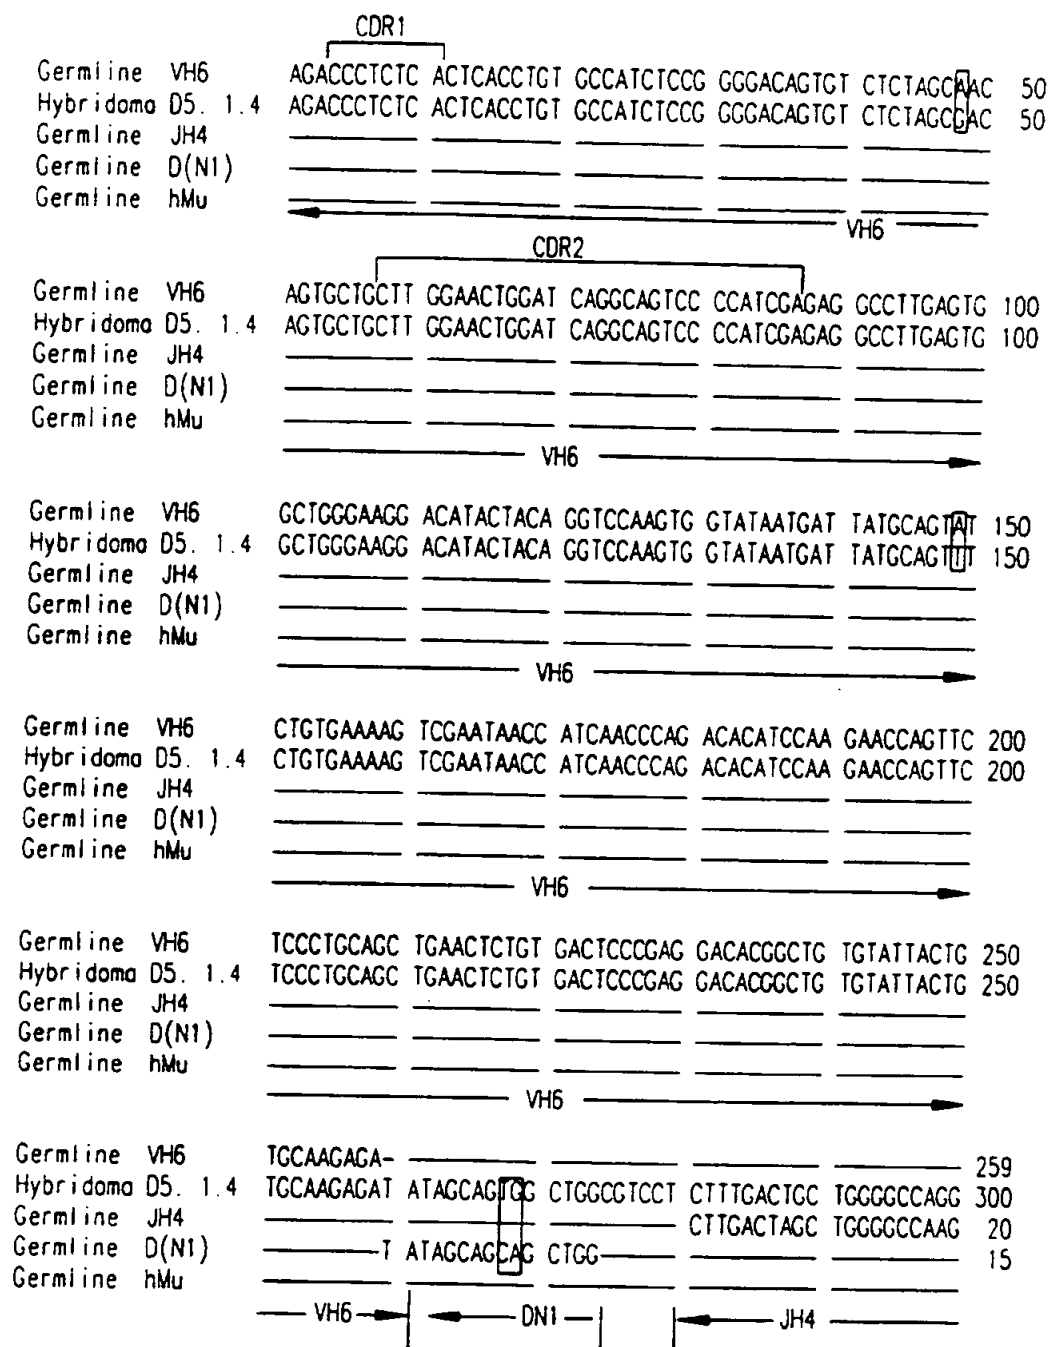 CDR1
Germline VH6 AGACCCTCTC ACTCACCTGT GCCATCTCCG GGGACAGTGT CTCTAGCAAC 50
Hybridoma D5. 1.4 AGACCCTCTC ACTCACCTGT GCCATCTCCG GGGACAGTGT CTCTAGCGAC 50
Germline JH4
Germline D(N1)
Germline hMu
VH6
CDR2
Germline VH6 AGTGCTGCTT GGAACTGGAT CAGGCAGTCC CCATCGAGAG GCCTTGAGTG 100
Hybridoma D5. 1.4 AGTGCTGCTT GGAACTGGAT CAGGCAGTCC CCATCGAGAG GCCTTGAGTG 100
Germline JH4
Germline D(N1)
Germline hMu
VH6
Germline VH6 GCTGGGAAGG ACATACTACA GGTCCAAGTG GTATAATGAT TATGCAGTAT 150
Hybridoma D5. 1.4 GCTGGGAAGG ACATACTACA GGTCCAAGTG GTATAATGAT TATGCAGTTT 150
Germline JH4
Germline D(N1)
Germline hMu
VH6
Germline VH6 CTGTGAAAAG TCGAATAACC ATCAACCCAG ACACATCCAA GAACCAGTTC 200
Hybridoma D5. 1.4 CTGTGAAAAG TCGAATAACC ATCAACCCAG ACACATCCAA GAACCAGTTC 200
Germline JH4
Germline D(N1)
Germline hMu
VH6
Germline VH6 TCCCTGCAGC TGAACTCTGT GACTCCCGAG GACACGGCTG TGTATTACTG 250
Hybridoma D5. 1.4 TCCCTGCAGC TGAACTCTGT GACTCCCGAG GACACGGCTG TGTATTACTG 250
Germline JH4
Germline D(N1)
Germline hMu
VH6
Germline VH6 TGCAAGAGA- 259
Hybridoma D5. 1.4 TGCAAGAGAT ATAGCAGTGG CTGGCGTCCT CTTTGACTGC TGGGGCCAGG 300
Germline JH4 CTTGACTAGC TGGGGCCAAG 20
Germline D(N1) T ATAGCAGCAG CTGG 15
Germline hMu
VH6 DN1 JH4